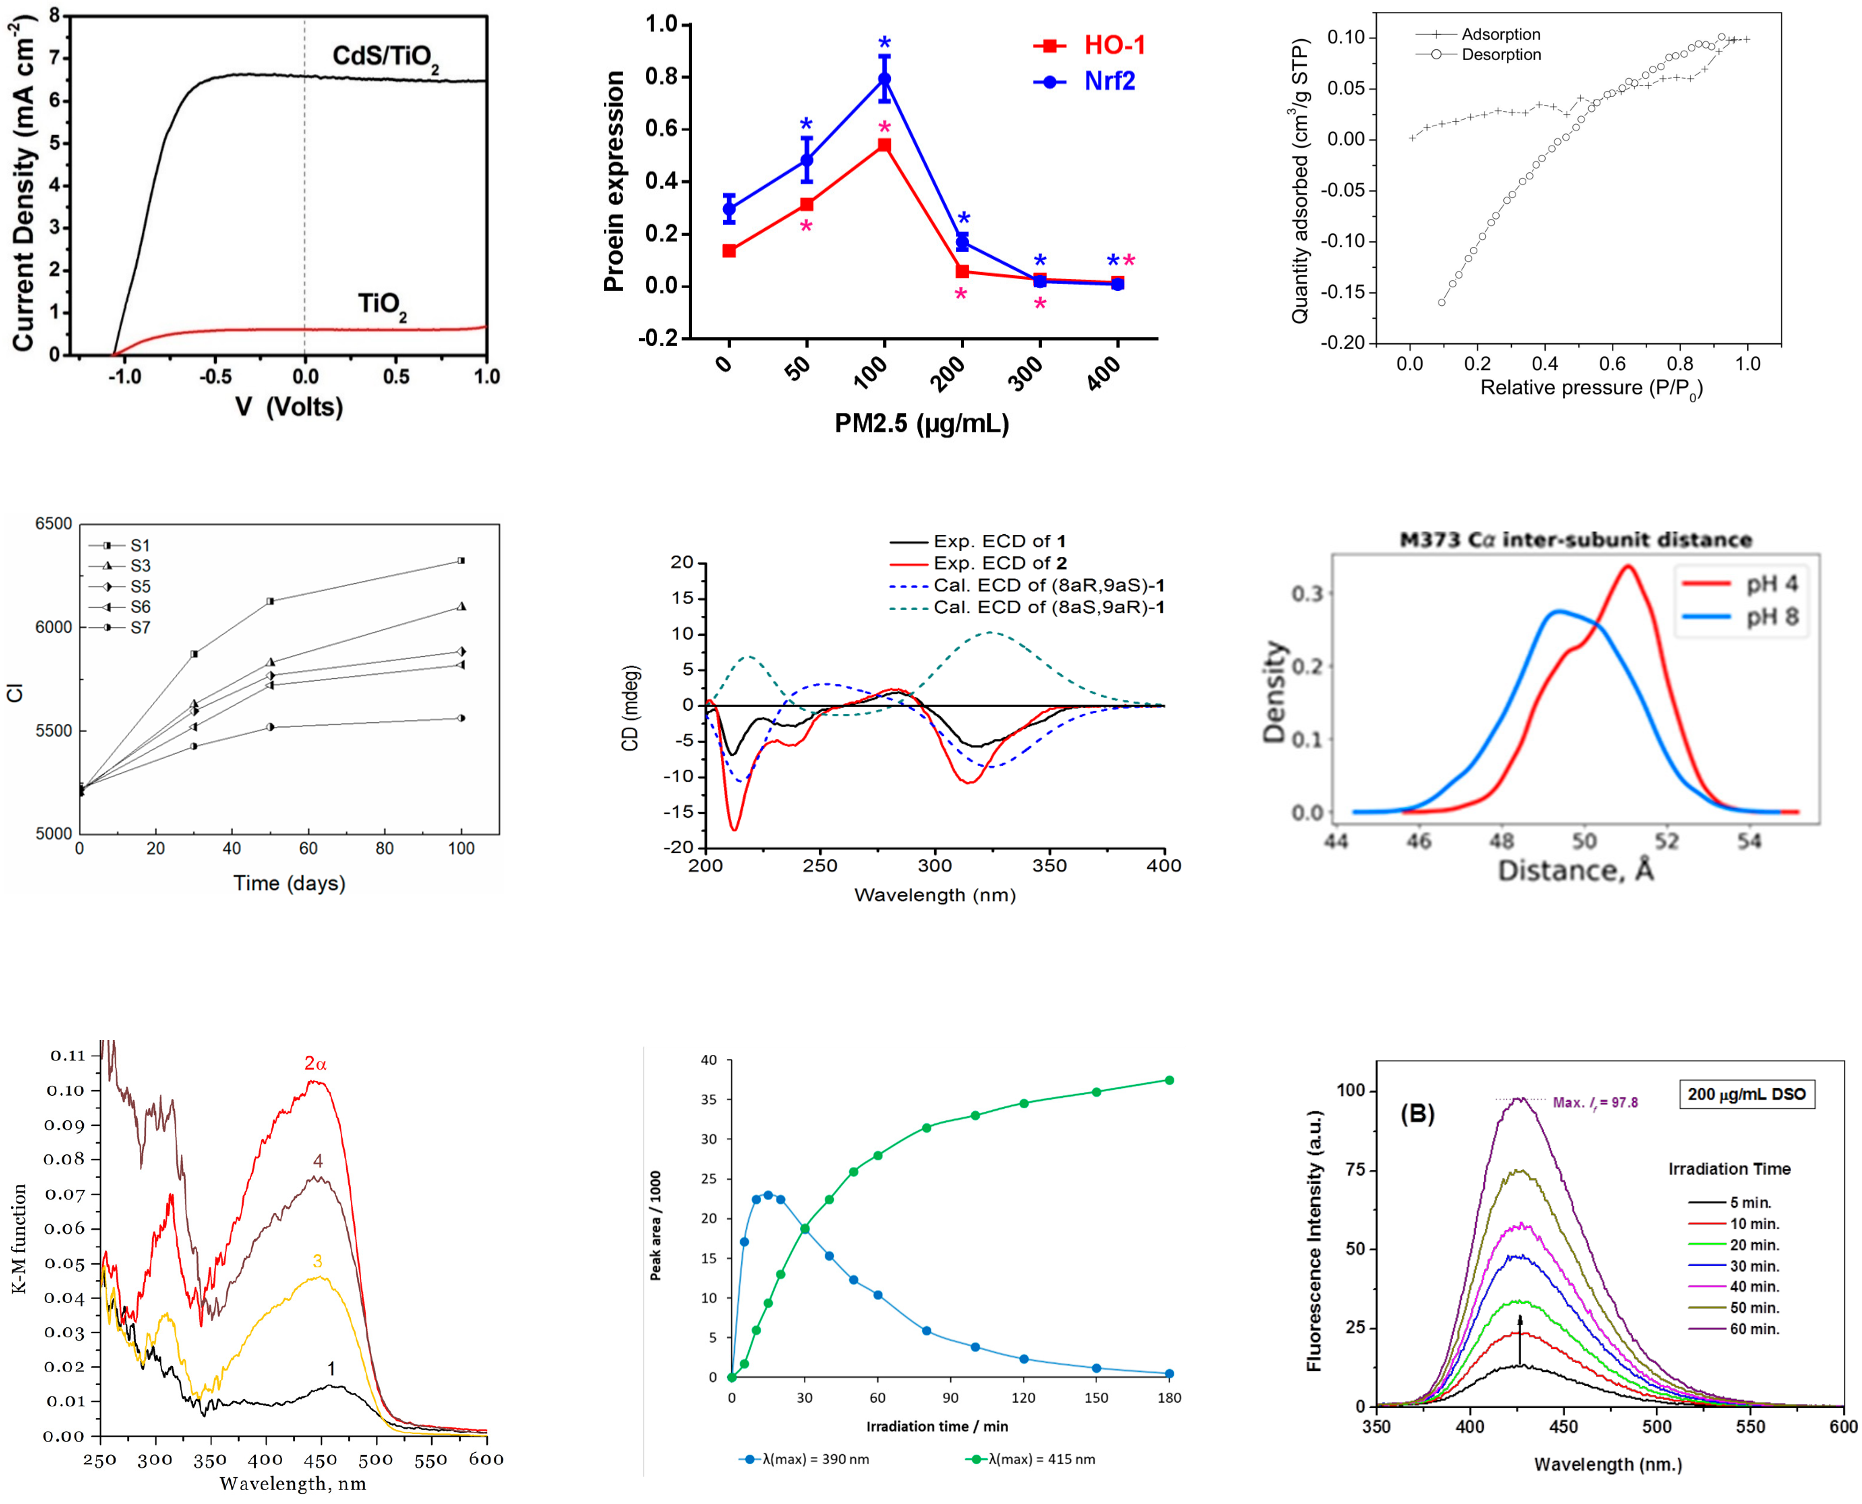 8
7
6
5
4
3
2
1
0
Current Density (mA cm-2)
CdS/TiO2
TiO2
-1.0 -0.5 0.0 0.5 1.0
V (Volts)
1.0
0.8
0.6
0.4
0.2
0.0
-0.2
Proein expression
HO-1
Nrf2
* * * * * *
* * * * *
0 50 100 200 300 400
PM2.5 (µg/mL)
0.10
0.05
0.00
-0.05
-0.10
-0.15
-0.20
Quantity adsorbed (cm3/g STP)
Adsorption
Desorption
0.0 0.2 0.4 0.6 0.8 1.0
Relative pressure (P/P0)
6500
6000
5500
5000
CI
S1
S3
S5
S6
S7
0 20 40 60 80 100
Time (days)
Exp. ECD of 1
Exp. ECD of 2
Cal. ECD of (8aR,9aS)-1
Cal. ECD of (8aS,9aR)-1
20
15
10
5
0
-5
-10
-15
-20
CD (mdeg)
200 250 300 350 400
Wavelength (nm)
M373 Cα inter-subunit distance
pH 4
pH 8
0.3
0.2
0.1
0.0
Density
44 46 48 50 52 54
Distance, Å
0.11
0.10
0.09
0.08
0.07
0.06
0.05
0.04
0.03
0.02
0.01
0.00
K-M function
2α
4
3
1
250 300 350 400 450 500 550 600
Wavelength, nm
40
35
30
25
20
15
10
5
0
Peak area / 1000
0 30 60 90 120 150 180
Irradiation time / min
λ(max) = 390 nm
λ(max) = 415 nm
100
75
50
25
0
Fluorescence Intensity (a.u.)
(B)
Max. If = 97.8
200 µg/mL DSO
Irradiation Time
5 min.
10 min.
20 min.
30 min.
40 min.
50 min.
60 min.
350 400 450 500 550 600
Wavelength (nm.)